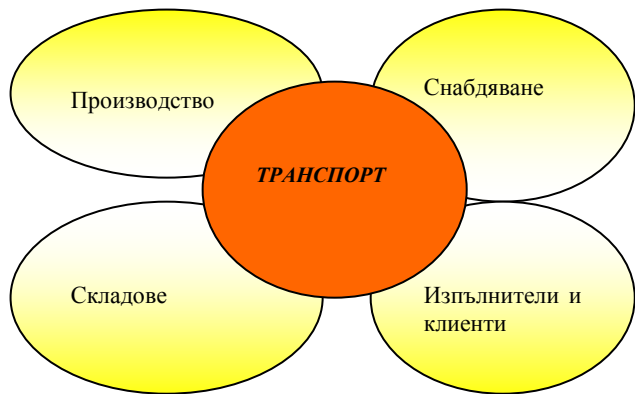 Производство
Снабдяване
ТРАНСПОРТ
Складове
Изпълнители и
клиенти